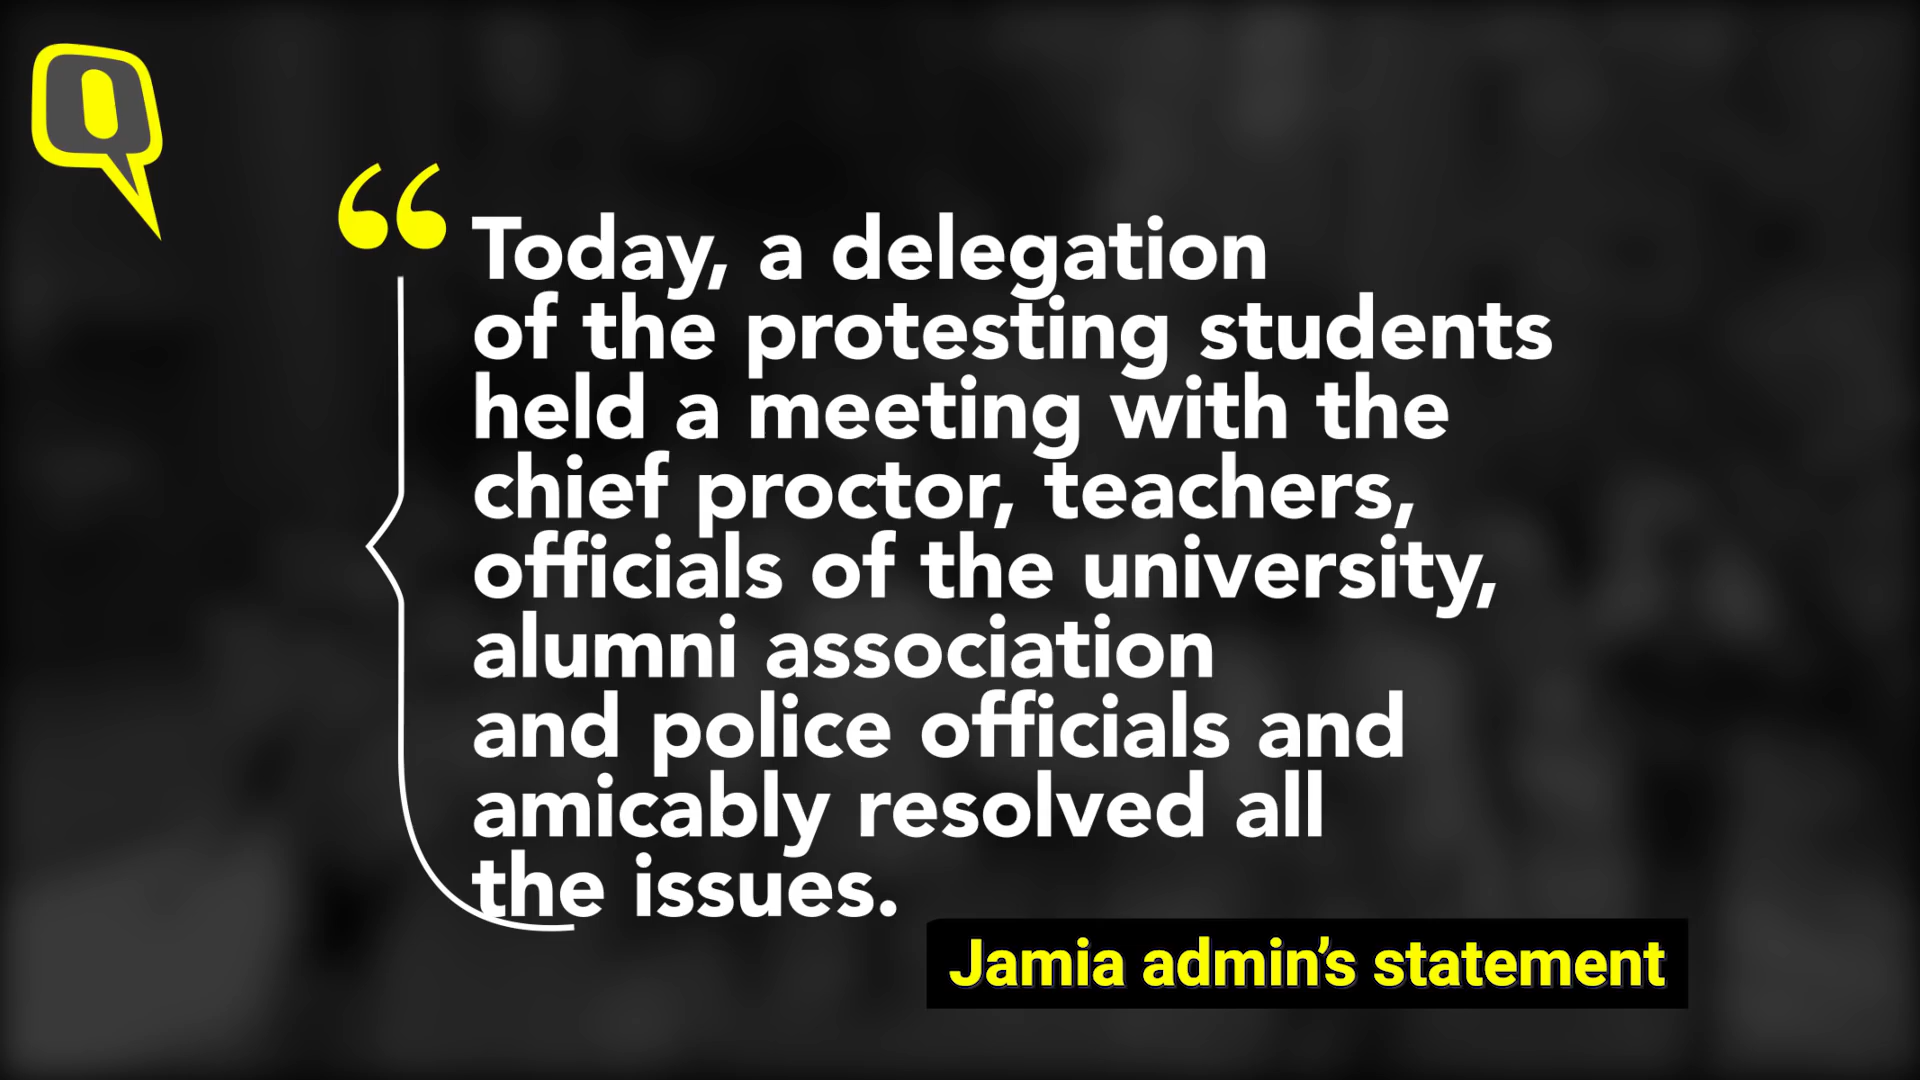 “Today, a delegation
of the protesting students
held a meeting with the
chief proctor, teachers,
officials of the university,
alumni association
and police officials and
amicably resolved all
the issues.
Jamia admin’s statement